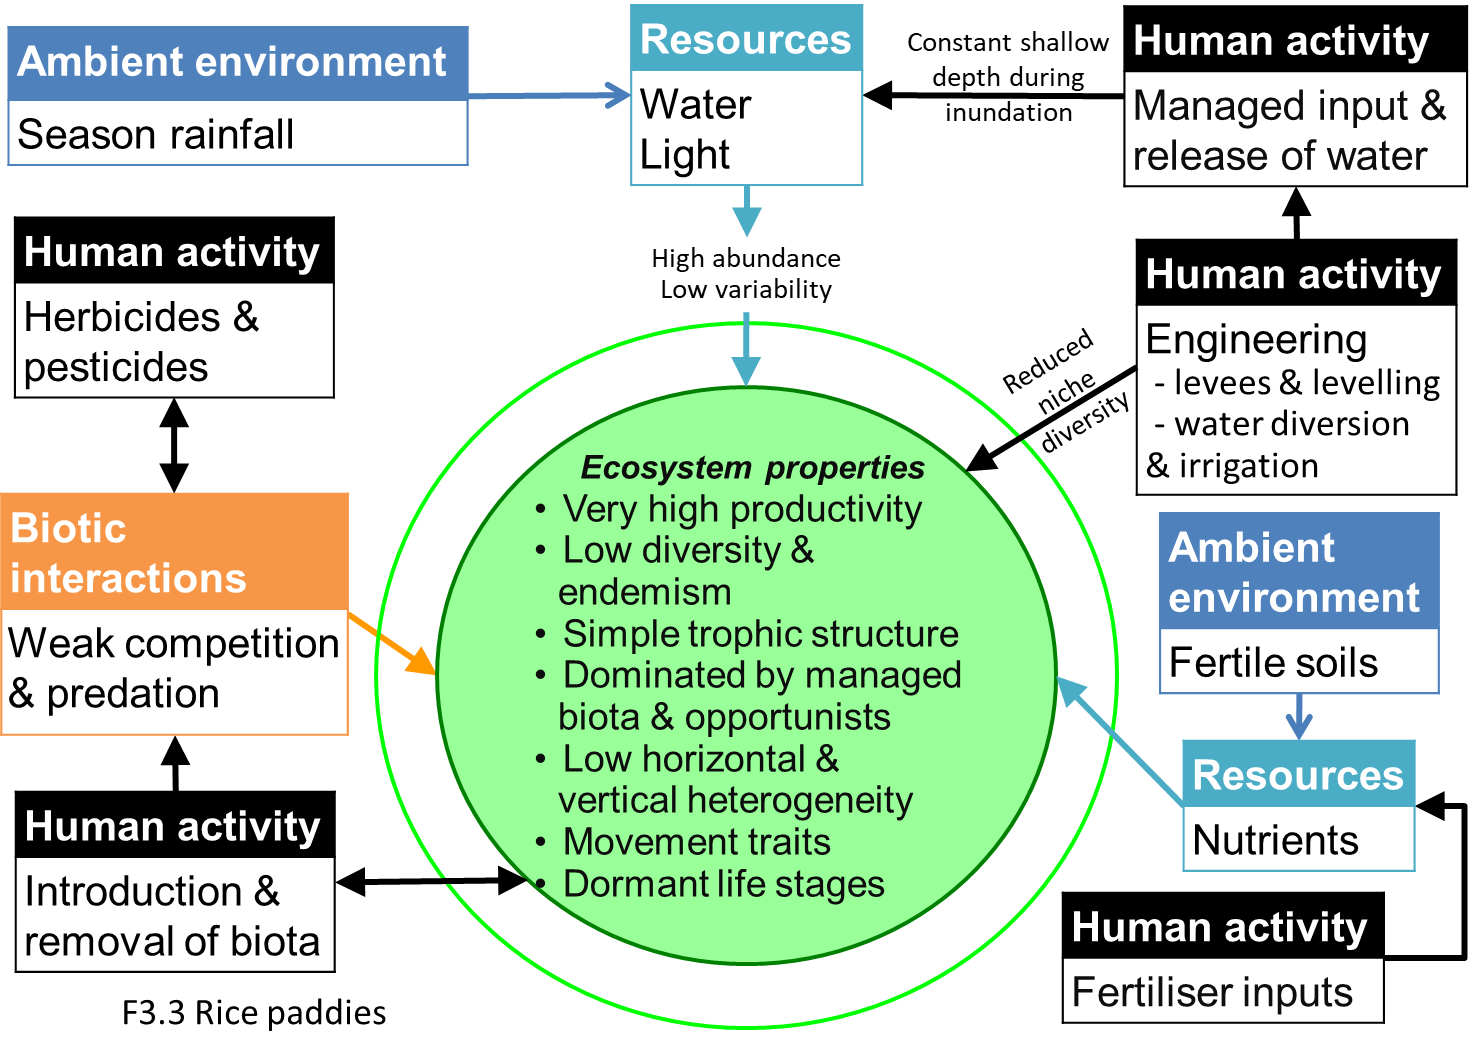 Ambient environment
Season rainfall
Resources
Water
Light
Constant shallow
depth during
inundation
Human activity
Managed input &
release of water
Human activity
Herbicides &
pesticides
High abundance
Low variability
Human activity
Engineering
- levees & levelling
- water diversion
& irrigation
Reduced
niche
diversity
Biotic
interactions
Weak competition
& predation
Ecosystem properties
• Very high productivity
• Low diversity &
endemism
• Simple trophic structure
• Dominated by managed
biota & opportunists
• Low horizontal &
vertical heterogeneity
• Movement traits
• Dormant life stages
Ambient
environment
Fertile soils
Resources
Nutrients
Human activity
Introduction &
removal of biota
Human activity
Fertiliser inputs
F3.3 Rice paddies